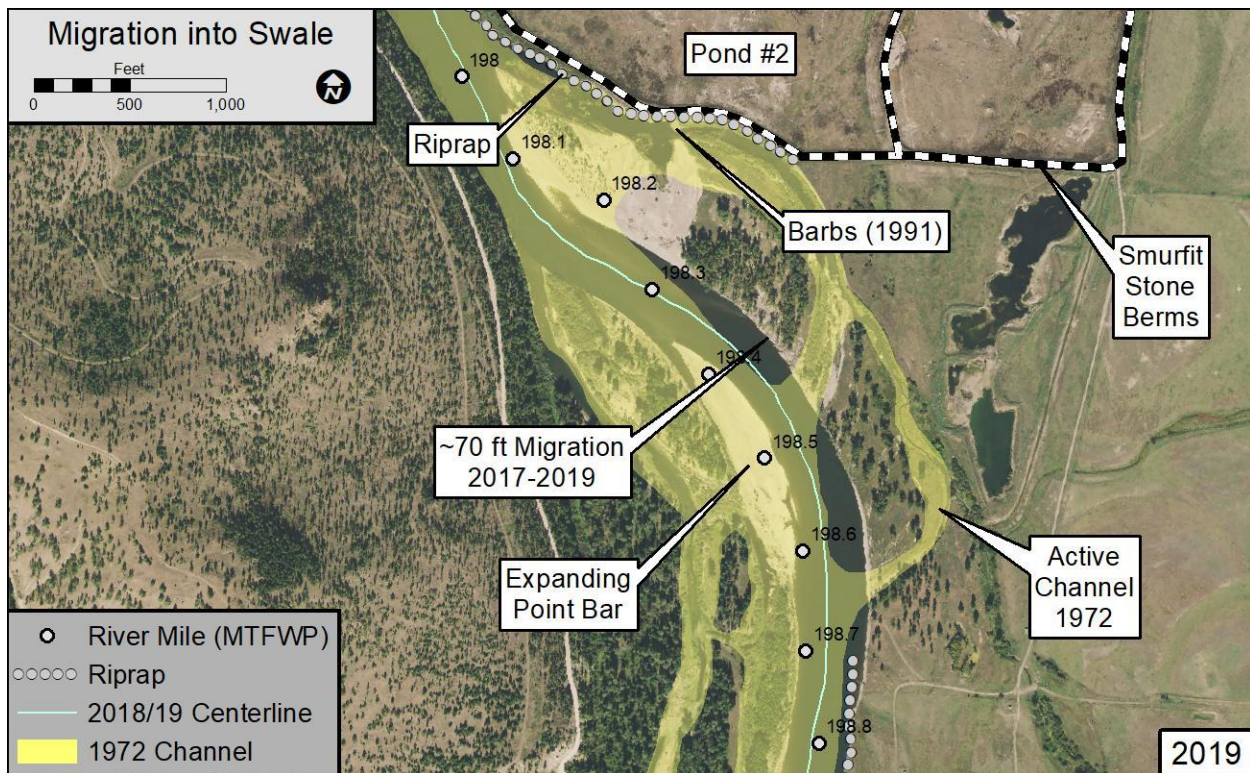 Migration into Swale
Feet
0 500 1,000
N
Pond #2
198
Riprap
198.1
198.2
Barbs (1991)
Smurfit
Stone
Berms
198.3
198.4
~70 ft Migration
2017-2019
198.5
198.6
Expanding
Point Bar
Active
Channel
1972
198.7
198.8
River Mile (MTFWP)
Riprap
2018/19 Centerline
1972 Channel
2019